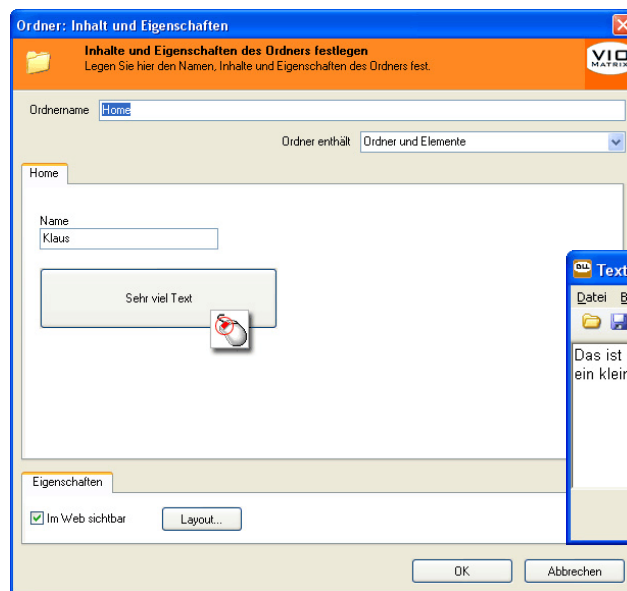 Ordner: Inhalt und Eigenschaften
Inhalte und Eigenschaften des Ordners festlegen
Legen Sie hier den Namen, Inhalte und Eigenschaften des Ordners fest.
VIO
MATRIX
Ordnername Home
Ordner enthält Ordner und Elemente
Home
Name
Klaus
Sehr viel Text
DLL Text
Datei B
Das ist
ein klein
Eigenschaften
Im Web sichtbar Layout...
OK Abbrechen